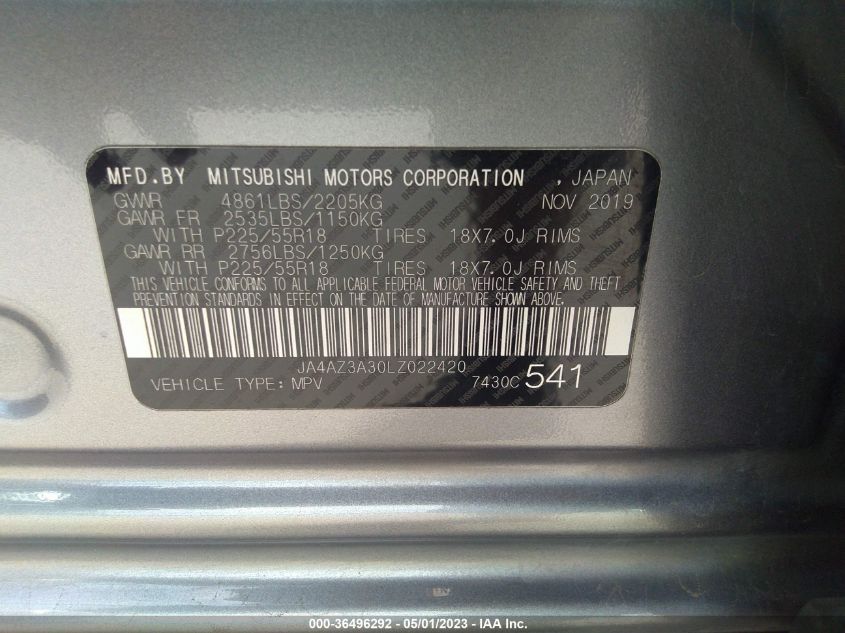 MFD.BY MITSUBISHI MOTORS CORPORATION , JAPAN
GVWR 4861LBS/2205KG NOV 2019
GAWR FR 2535LBS/1150KG
WITH P225/55R18 TIRES 18X7.0J RIMS
GAWR RR 2756LBS/1250KG
WITH P225/55R18 TIRES 18X7.0J RIMS
THIS VEHICLE CONFORMS TO ALL APPLICABLE FEDERAL MOTOR VEHICLE SAFETY AND THEFT
PREVENTION STANDARDS IN EFFECT ON THE DATE OF MANUFACTURE SHOWN ABOVE.
JA4AZ3A30LZ022420
VEHICLE TYPE: MPV 7430C 541
000-36496292 - 05/01/2023 - IAA Inc.